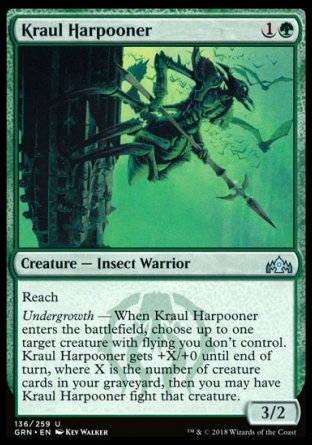 Kraul Harpooner 1
Creature — Insect Warrior
Reach
Undergrowth — When Kraul Harpooner
enters the battlefield, choose up to one
target creature with flying you don't control.
Kraul Harpooner gets +X/+0 until end of
turn, where X is the number of creature
cards in your graveyard, then you may have
Kraul Harpooner fight that creature.
3/2
136/259 U
GRN • EN Kev Walker ™ & © 2018 Wizards of the Coast